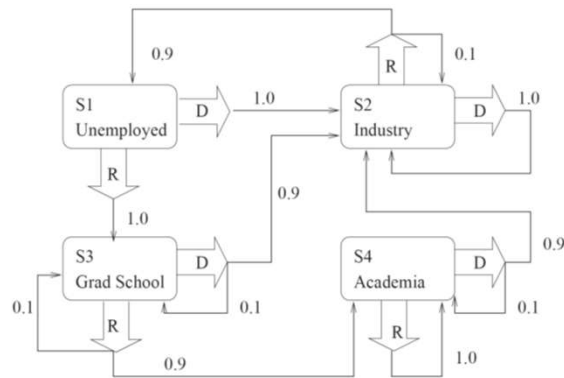 0.9
0.1
R
S1
Unemployed
D
1.0
S2
Industry
D
1.0
R
1.0
0.9
S3
Grad School
D
S4
Academia
D
0.9
0.1
0.1
0.1
R
R
0.9
1.0